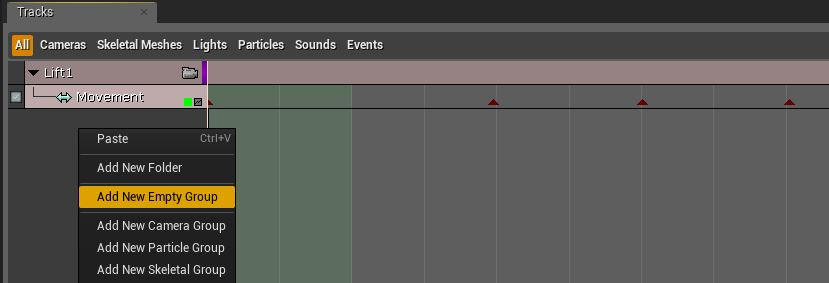 Tracks
All Cameras Skeletal Meshes Lights Particles Sounds Events
Lift1
Movement
Paste Ctrl+V
Add New Folder
Add New Empty Group
Add New Camera Group
Add New Particle Group
Add New Skeletal Group